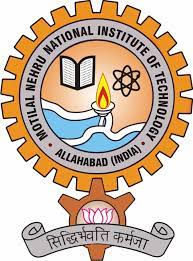 MOTILAL NEHRU NATIONAL INSTITUTE OF TECHNOLOGY
• ALLAHABAD (INDIA) •
सिद्धिर्भवति कर्मजा